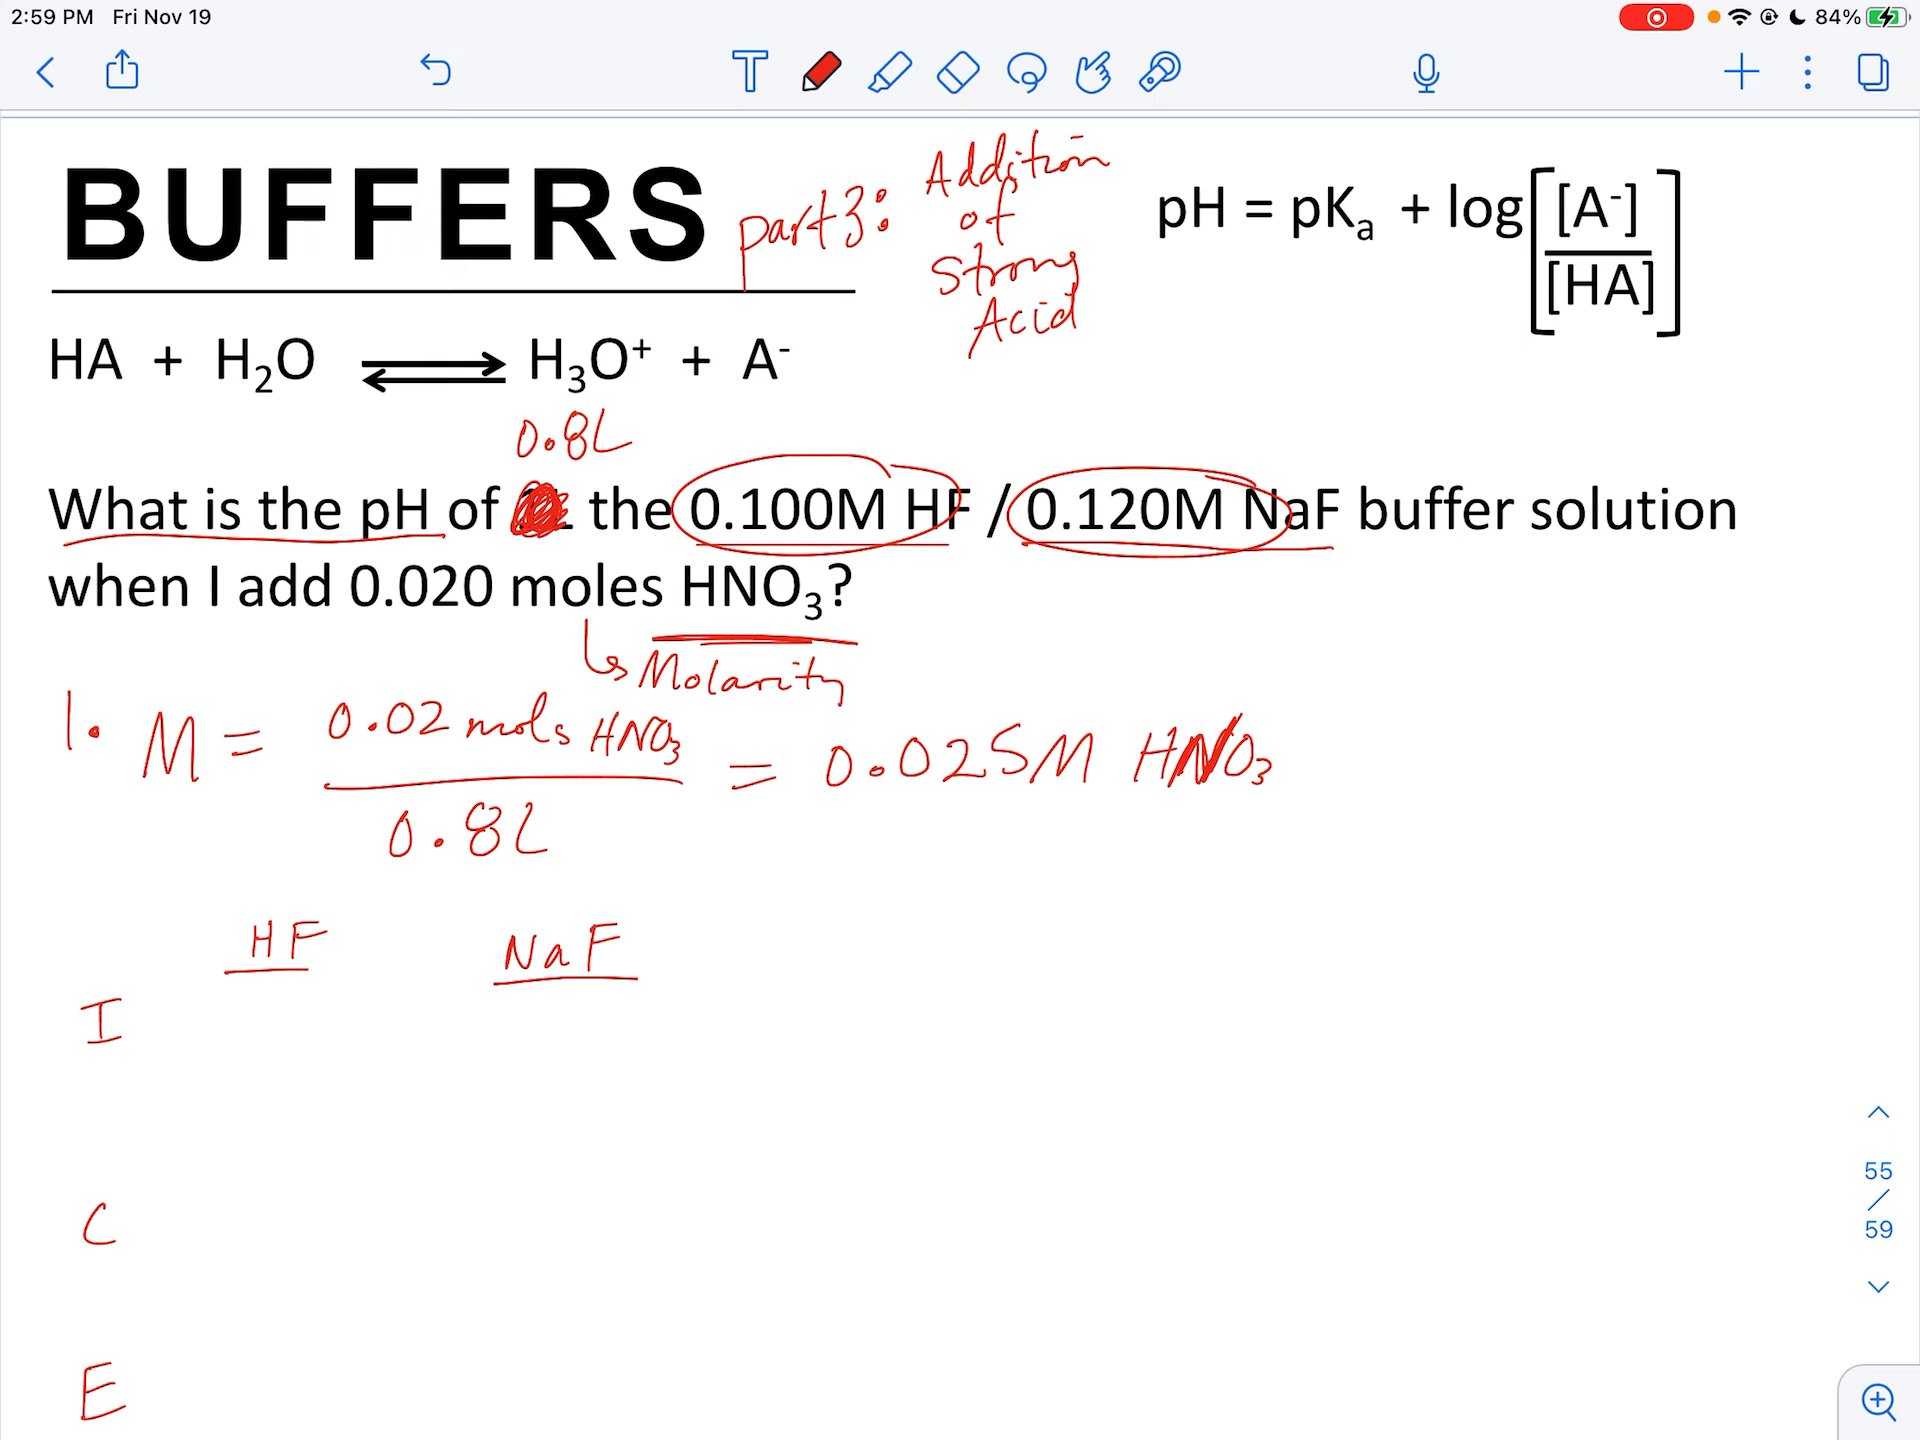 2:59 PM Fri Nov 19
84%
BUFFERS
part 3: Addition
of
Strong
Acid
pH = pKₐ + log[[A⁻]/[HA]]
HA + H₂O ⇌ H₃O⁺ + A⁻
0.8L
What is the pH of the 0.100M HF / 0.120M NaF buffer solution
when I add 0.020 moles HNO₃?
↳ Molarity
1. M = 0.02 mols HNO₃ / 0.8L = 0.025M HNO₃
HF NaF
I
C
E
55
/
59